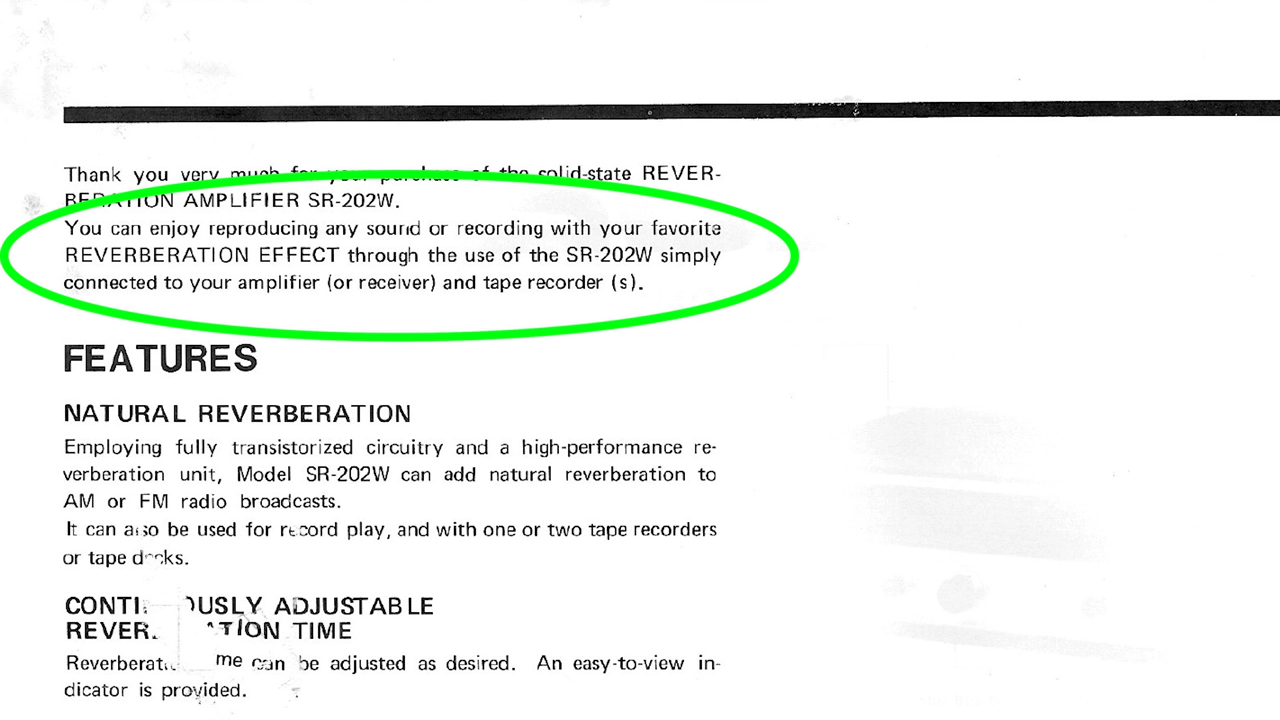 Thank you very much for your purchase of the solid-state REVER-
BERATION AMPLIFIER SR-202W.
You can enjoy reproducing any sound or recording with your favorite
REVERBERATION EFFECT through the use of the SR-202W simply
connected to your amplifier (or receiver) and tape recorder (s).
FEATURES
NATURAL REVERBERATION
Employing fully transistorized circuitry and a high-performance re-
verberation unit, Model SR-202W can add natural reverberation to
AM or FM radio broadcasts.
It can also be used for record play, and with one or two tape recorders
or tape decks.
CONTINUOUSLY ADJUSTABLE
REVERBERATION TIME
Reverberation time can be adjusted as desired. An easy-to-view in-
dicator is provided.